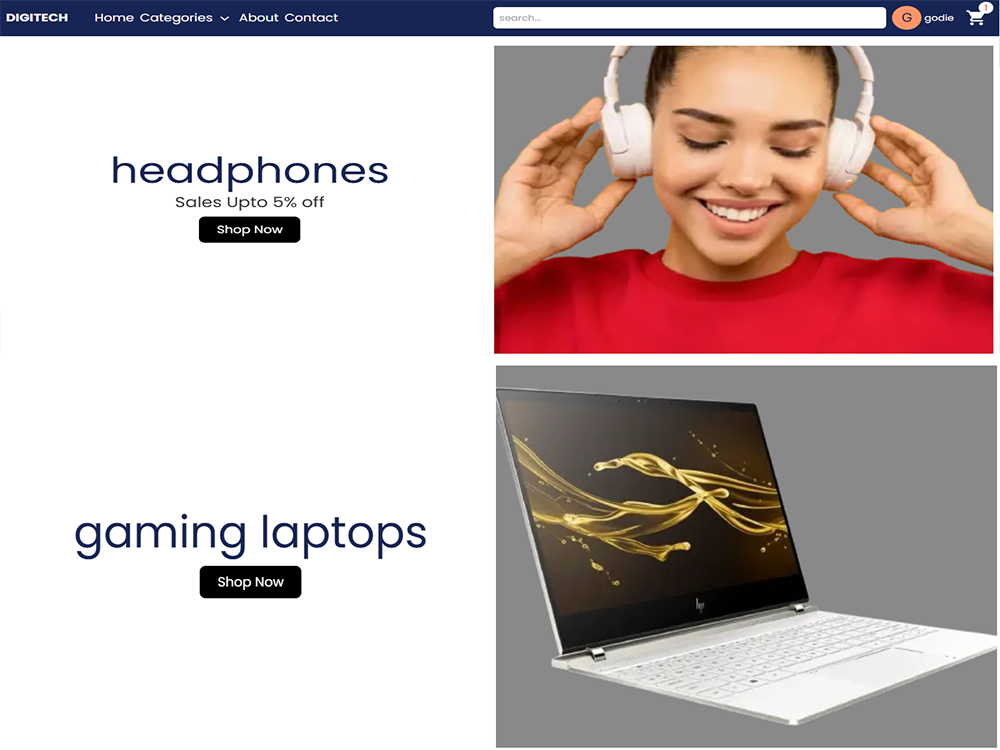 DIGITECH Home Categories About Contact search... G godie 1
headphones
Sales Upto 5% off
Shop Now
gaming laptops
Shop Now
hp